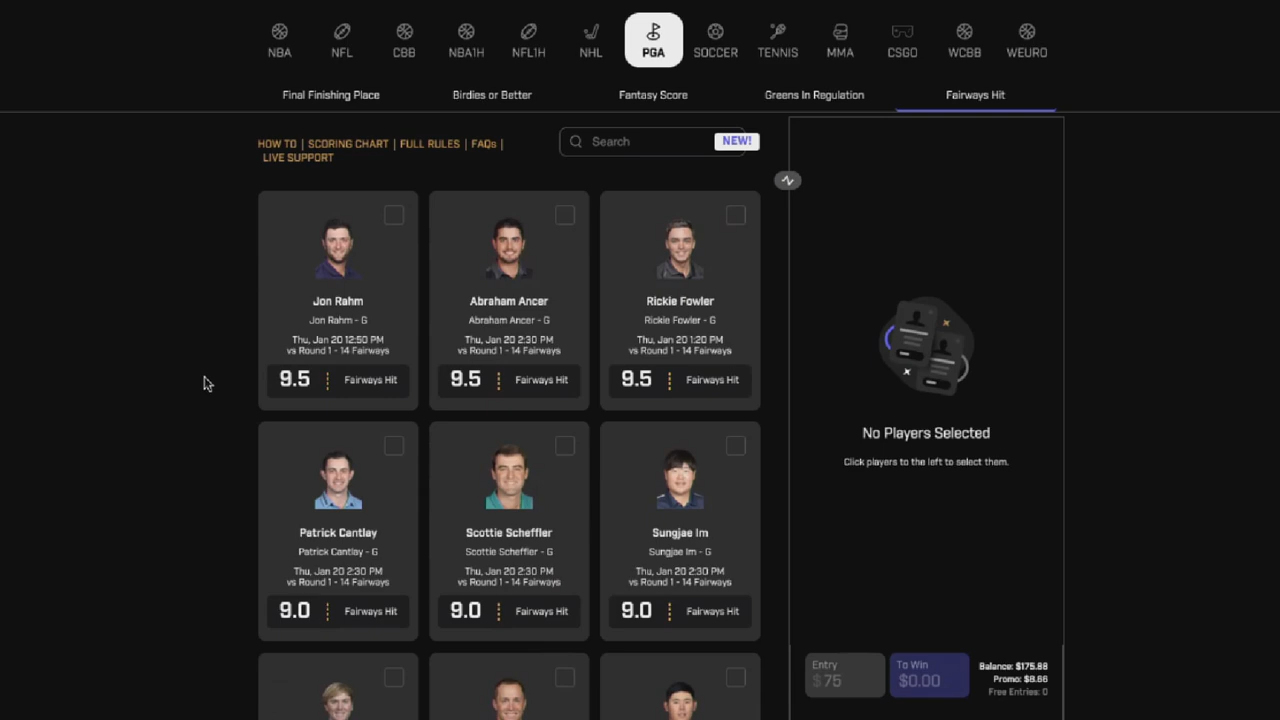 NBA NFL CBB NBA1H NFL1H NHL PGA SOCCER TENNIS MMA CSGO WCBB WEURO
Final Finishing Place Birdies or Better Fantasy Score Greens In Regulation Fairways Hit
HOW TO | SCORING CHART | FULL RULES | FAQs |
LIVE SUPPORT
Search
NEW!
Jon Rahm
Jon Rahm - G
Thu, Jan 20 12:50 PM
vs Round 1 - 14 Fairways
9.5 Fairways Hit
Abraham Ancer
Abraham Ancer - G
Thu, Jan 20 2:30 PM
vs Round 1 - 14 Fairways
9.5 Fairways Hit
Rickie Fowler
Rickie Fowler - G
Thu, Jan 20 1:20 PM
vs Round 1 - 14 Fairways
9.5 Fairways Hit
Patrick Cantlay
Patrick Cantlay - G
Thu, Jan 20 2:30 PM
vs Round 1 - 14 Fairways
9.0 Fairways Hit
Scottie Scheffler
Scottie Scheffler - G
Thu, Jan 20 2:30 PM
vs Round 1 - 14 Fairways
9.0 Fairways Hit
Sungjae Im
Sungjae Im - G
Thu, Jan 20 2:30 PM
vs Round 1 - 14 Fairways
9.0 Fairways Hit
No Players Selected
Click players to the left to select them.
Entry
$ 75
To Win
$0.00
Balance: $175.88
Promo: $8.66
Free Entries: 0